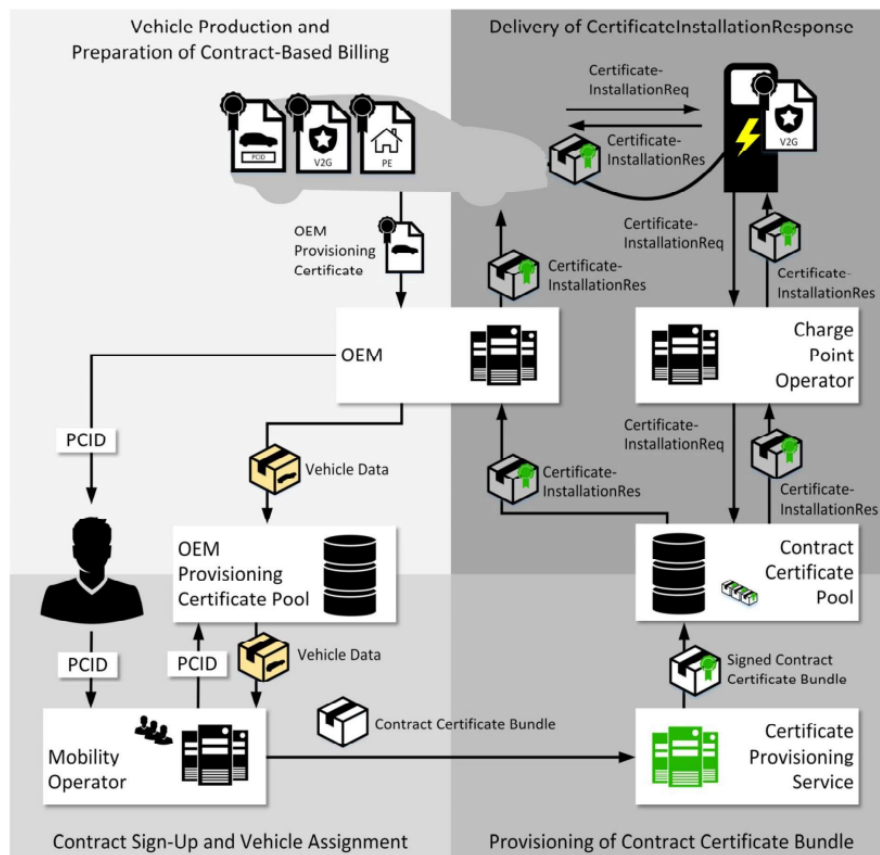 Vehicle Production and
Preparation of Contract-Based Billing
Delivery of CertificateInstallationResponse
PCID
V2G
PE
Certificate-
InstallationReq
Certificate-
InstallationRes
V2G
OEM
Provisioning
Certificate
Certificate-
InstallationRes
Certificate-
InstallationReq
Certificate-
InstallationRes
OEM
Charge
Point
Operator
PCID
Vehicle Data
Certificate-
InstallationRes
Certificate-
InstallationReq
Certificate-
InstallationRes
OEM
Provisioning
Certificate Pool
Contract
Certificate
Pool
PCID
PCID
Vehicle Data
Signed Contract
Certificate Bundle
Mobility
Operator
Contract Certificate Bundle
Certificate
Provisioning
Service
Contract Sign-Up and Vehicle Assignment
Provisioning of Contract Certificate Bundle